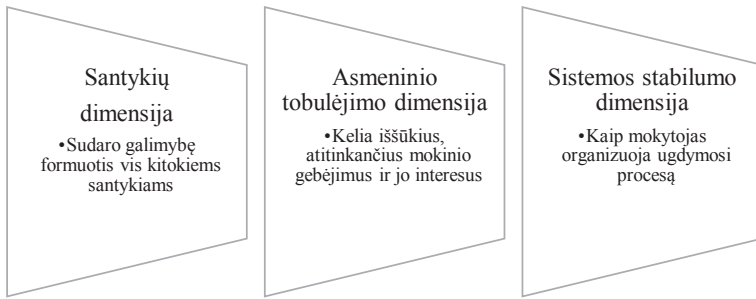 Santykių
dimensija
•Sudaro galimybę
formuotis vis kitokiems
santykiams
Asmeninio
tobulėjimo dimensija
•Kelia iššūkius,
atitinkančius mokinio
gebėjimus ir jo interesus
Sistemos stabilumo
dimensija
•Kaip mokytojas
organizuoja ugdymosi
procesą